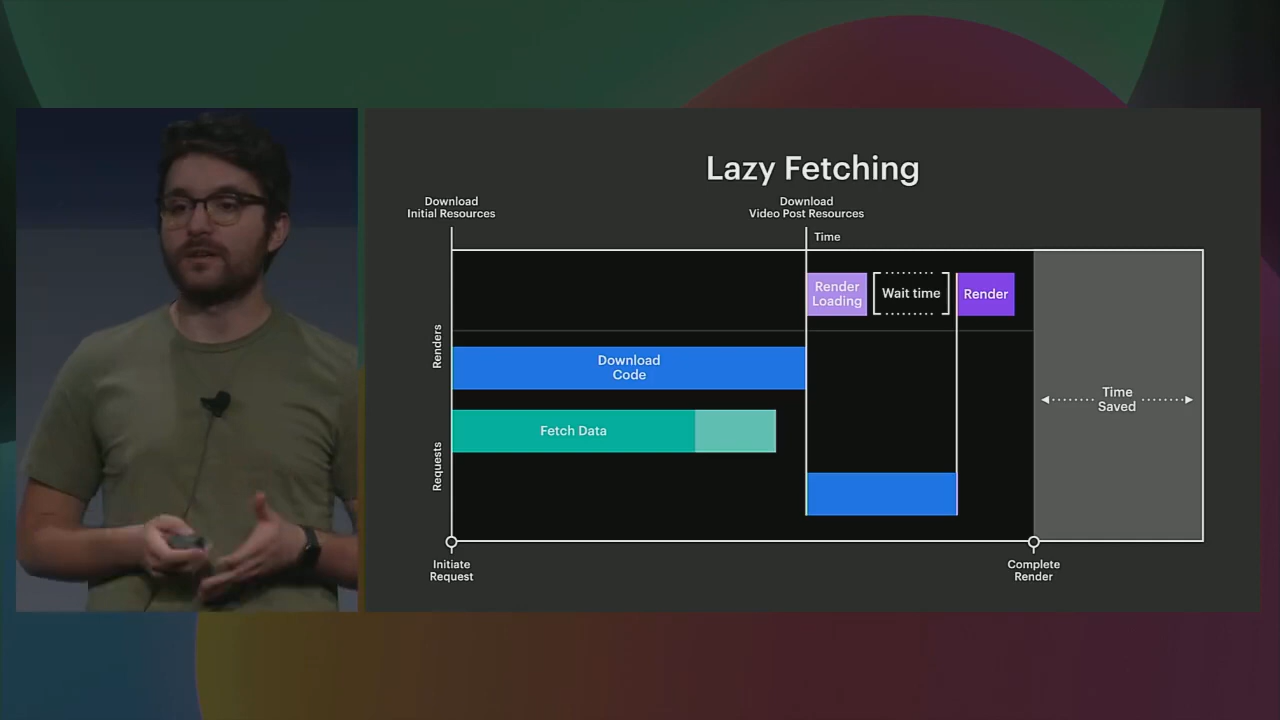 Lazy Fetching
Download
Initial Resources
Download
Video Post Resources
Time
Render
Loading
Wait time
Render
Renders
Download
Code
Time
Saved
Fetch Data
Requests
Initiate
Request
Complete
Render